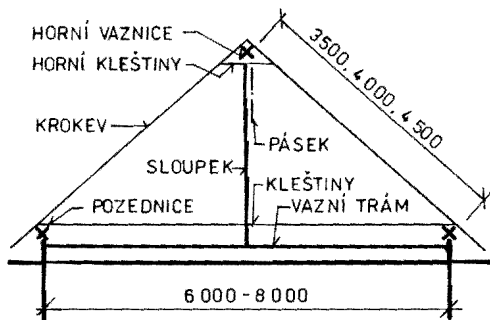 HORNÍ VAZNICE
HORNÍ KLEŠTINY
3500, 4000, 4500
KROKEV
PÁSEK
SLOUPEK
KLEŠTINY
POZEDNICE
VAZNÍ TRÁM
6000-8000